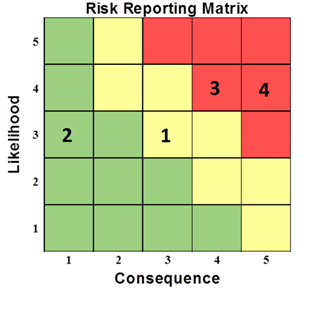 Risk Reporting Matrix
Likelihood
5
4 3 4
3 2 1
2
1
1 2 3 4 5
Consequence